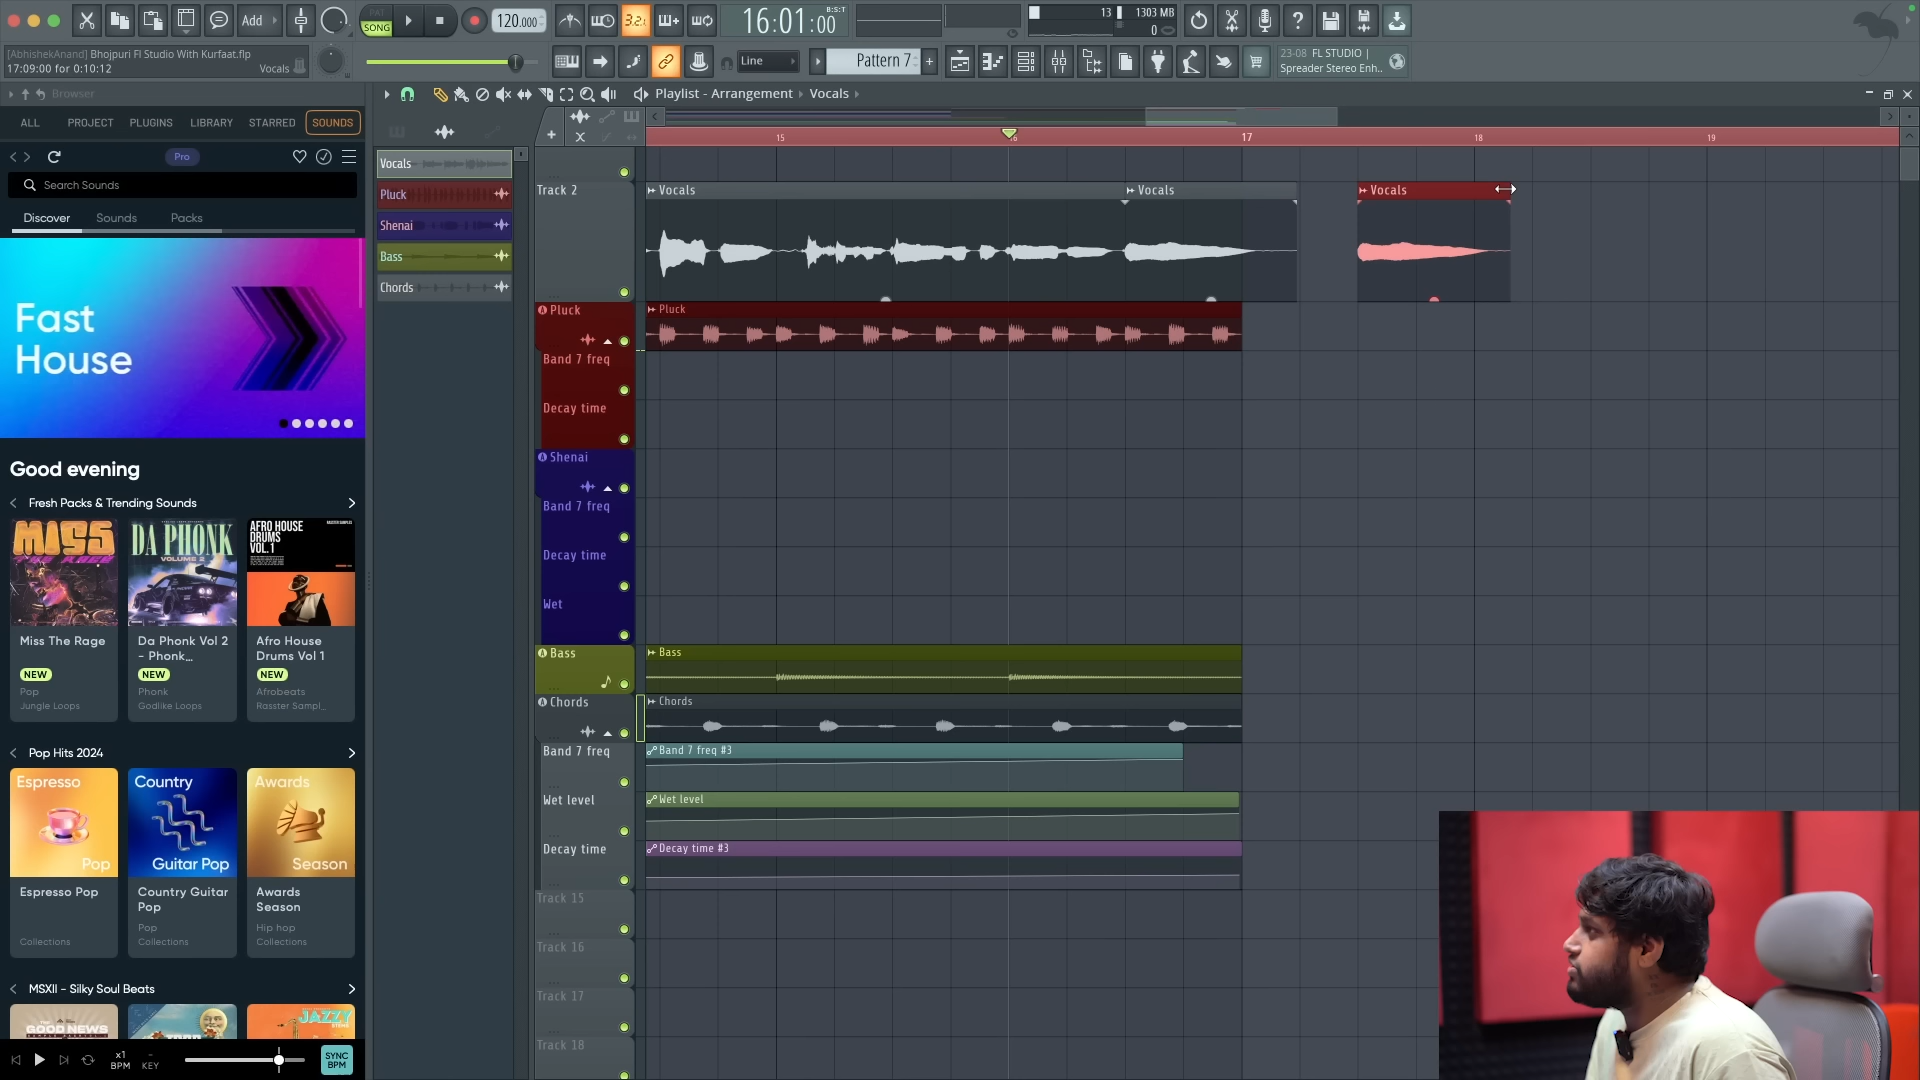 Add
PAT
SONG
120.000
3.2.
16:01:00
B:S:T
13
1303 MB
0
[AbhishekAnand] Bhojpuri Fl Studio With Kurfaat.flp
17:09:00 for 0:10:12
Vocals
Line
Pattern 7
+
23-08 FL STUDIO |
Spreader Stereo Enh..
Browser
Playlist - Arrangement
Vocals
ALL
PROJECT
PLUGINS
LIBRARY
STARRED
SOUNDS
Pro
Search Sounds
Discover
Sounds
Packs
Fast
House
Good evening
Fresh Packs & Trending Sounds
MISS
DA PHONK
VOLUME 2
AFRO HOUSE
DRUMS
VOL.1
Miss The Rage
NEW
Pop
Jungle Loops
Da Phonk Vol 2
- Phonk...
NEW
Phonk
Godlike Loops
Afro House
Drums Vol 1
NEW
Afrobeats
Rasster Sampl_
Pop Hits 2024
Espresso
Pop
Country
Guitar Pop
Awards
Season
Espresso Pop
Collections
Country Guitar
Pop
Pop
Collections
Awards
Season
Hip hop
Collections
MSXII - Silky Soul Beats
GOOD NEWS
JAZZY
x1
BPM
-
KEY
SYNC
BPM
Vocals
Pluck
Shenai
Bass
Chords
15
17
18
19
Track 2
Vocals
Vocals
Vocals
Pluck
Pluck
Band 7 freq
Decay time
Shenai
Band 7 freq
Decay time
Wet
Bass
Bass
Chords
Chords
Band 7 freq
Band 7 freq #3
Wet level
Wet level
Decay time
Decay time #3
Track 15
Track 16
Track 17
Track 18